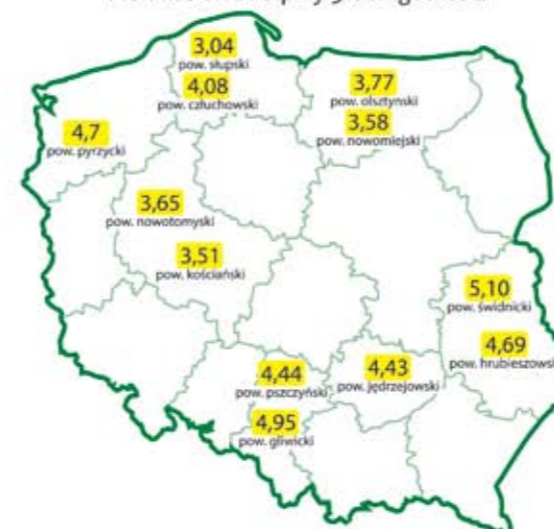 3,04
pow. słupski
4,08
pow. człuchowski
3,77
pow. olsztyński
3,58
pow. nowomiejski
4,7
pow. pyrzycki
3,65
pow. nowotomyski
3,51
pow. kościański
5,10
pow. świdnicki
4,69
pow. hrubieszows
4,44
pow. pszczyński
4,43
pow. jędrzejowski
4,95
pow. gliwicki